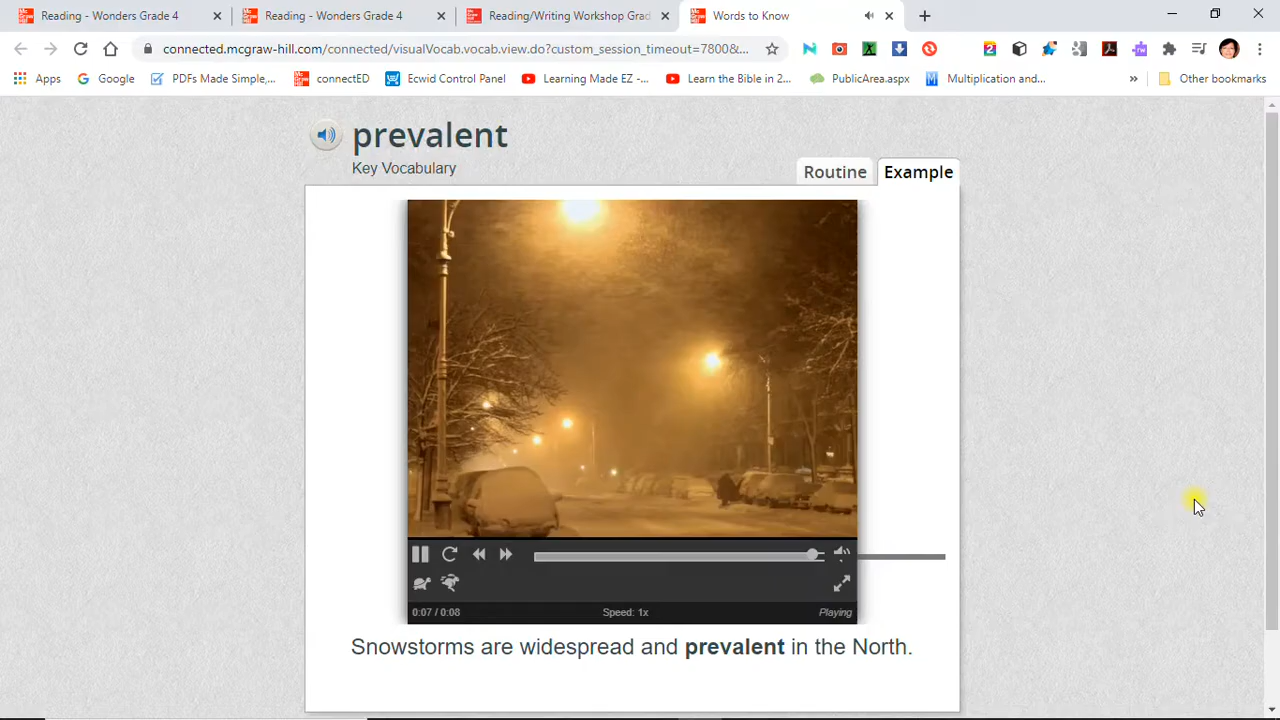 Reading - Wonders Grade 4
Reading - Wonders Grade 4
Reading/Writing Workshop Grad
Words to Know
connected.mcgraw-hill.com/connected/visualVocab.vocab.view.do?custom_session_timeout=7800&...
Apps
Google
PDFs Made Simple,...
connectED
Ecwid Control Panel
Learning Made EZ -...
Learn the Bible in 2...
PublicArea.aspx
Multiplication and...
»
Other bookmarks
prevalent
Key Vocabulary
Routine
Example
0:07 / 0:08
Speed: 1x
Playing
Snowstorms are widespread and prevalent in the North.